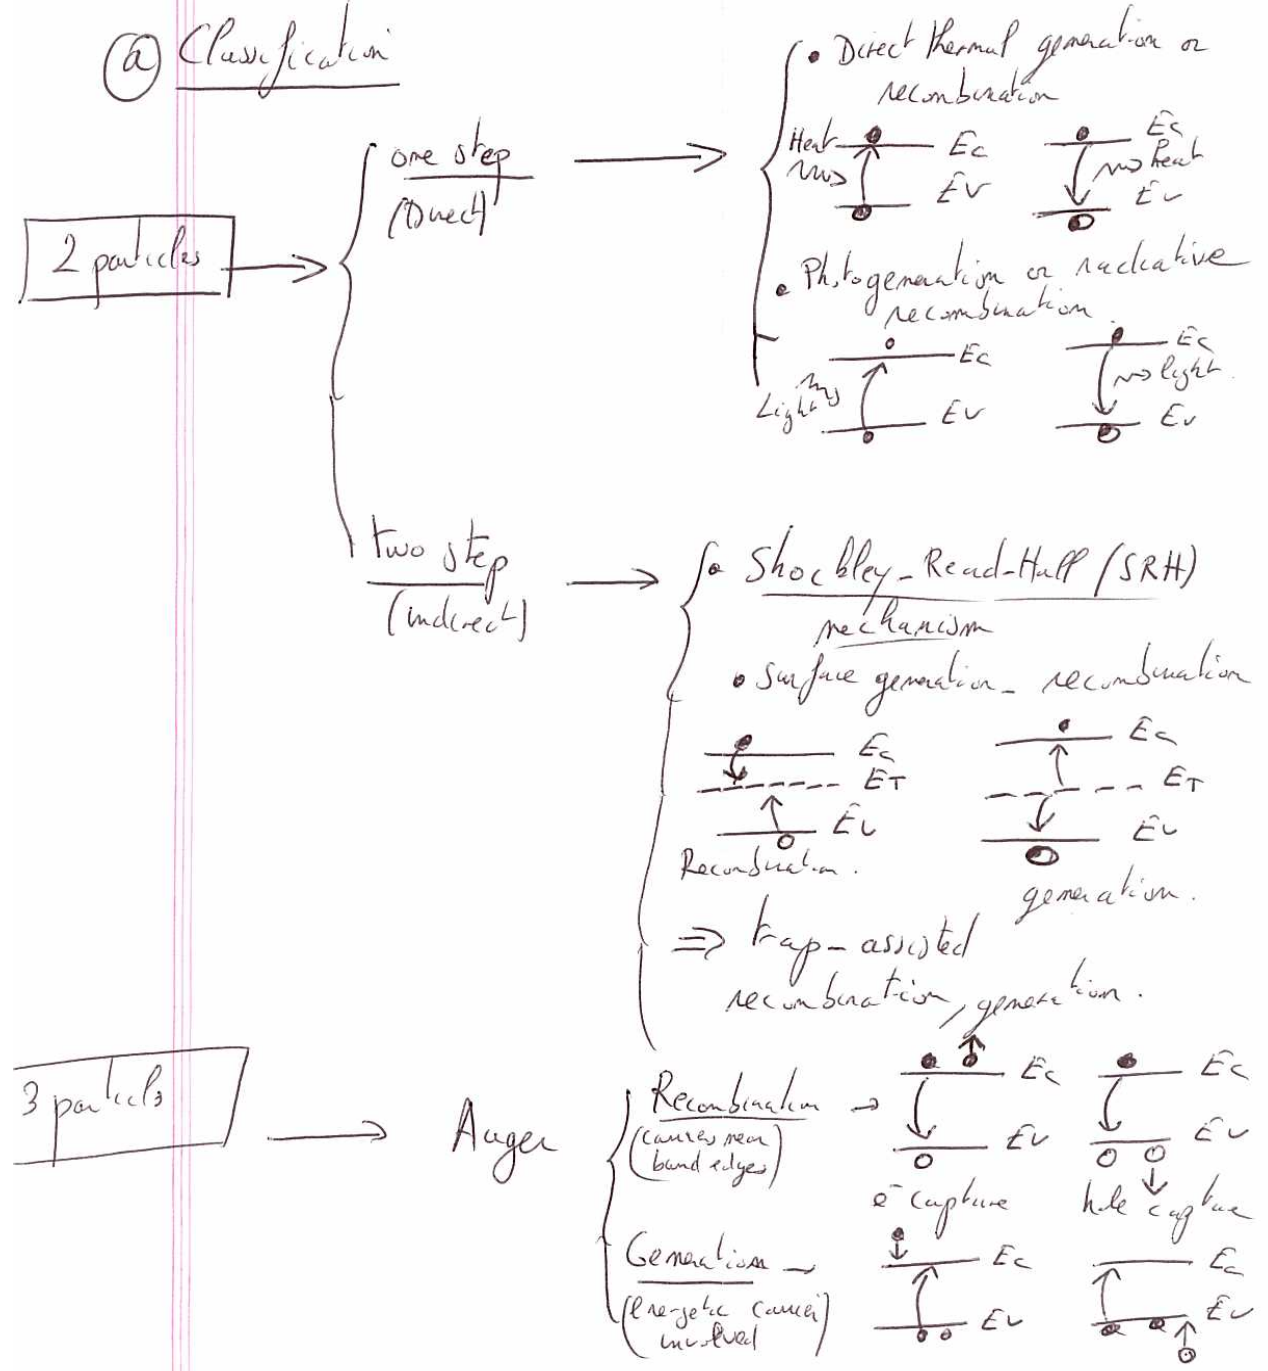 (a) Classification
2 particles
one step
(Direct)
• Direct thermal generation or
recombination
Heat
Ec
Ev
Ec
heat
Ev
• Photogeneration or radiative
recombination
Ec
Light
Ev
Ec
light
Ev
two step
(indirect)
• Shockley-Read-Hall (SRH)
mechanism
• Surface generation - recombination
Ec
ET
Ev
Recombination.
Ec
ET
Ev
generation.
⇒ trap-assisted
recombination, generation.
3 particles
Auger
Recombination →
(carriers near
band edges)
Ec
Ev
e⁻ capture
Ec
Ev
hole capture
Generation →
(energetic carrier
involved)
Ec
Ev
Ec
Ev